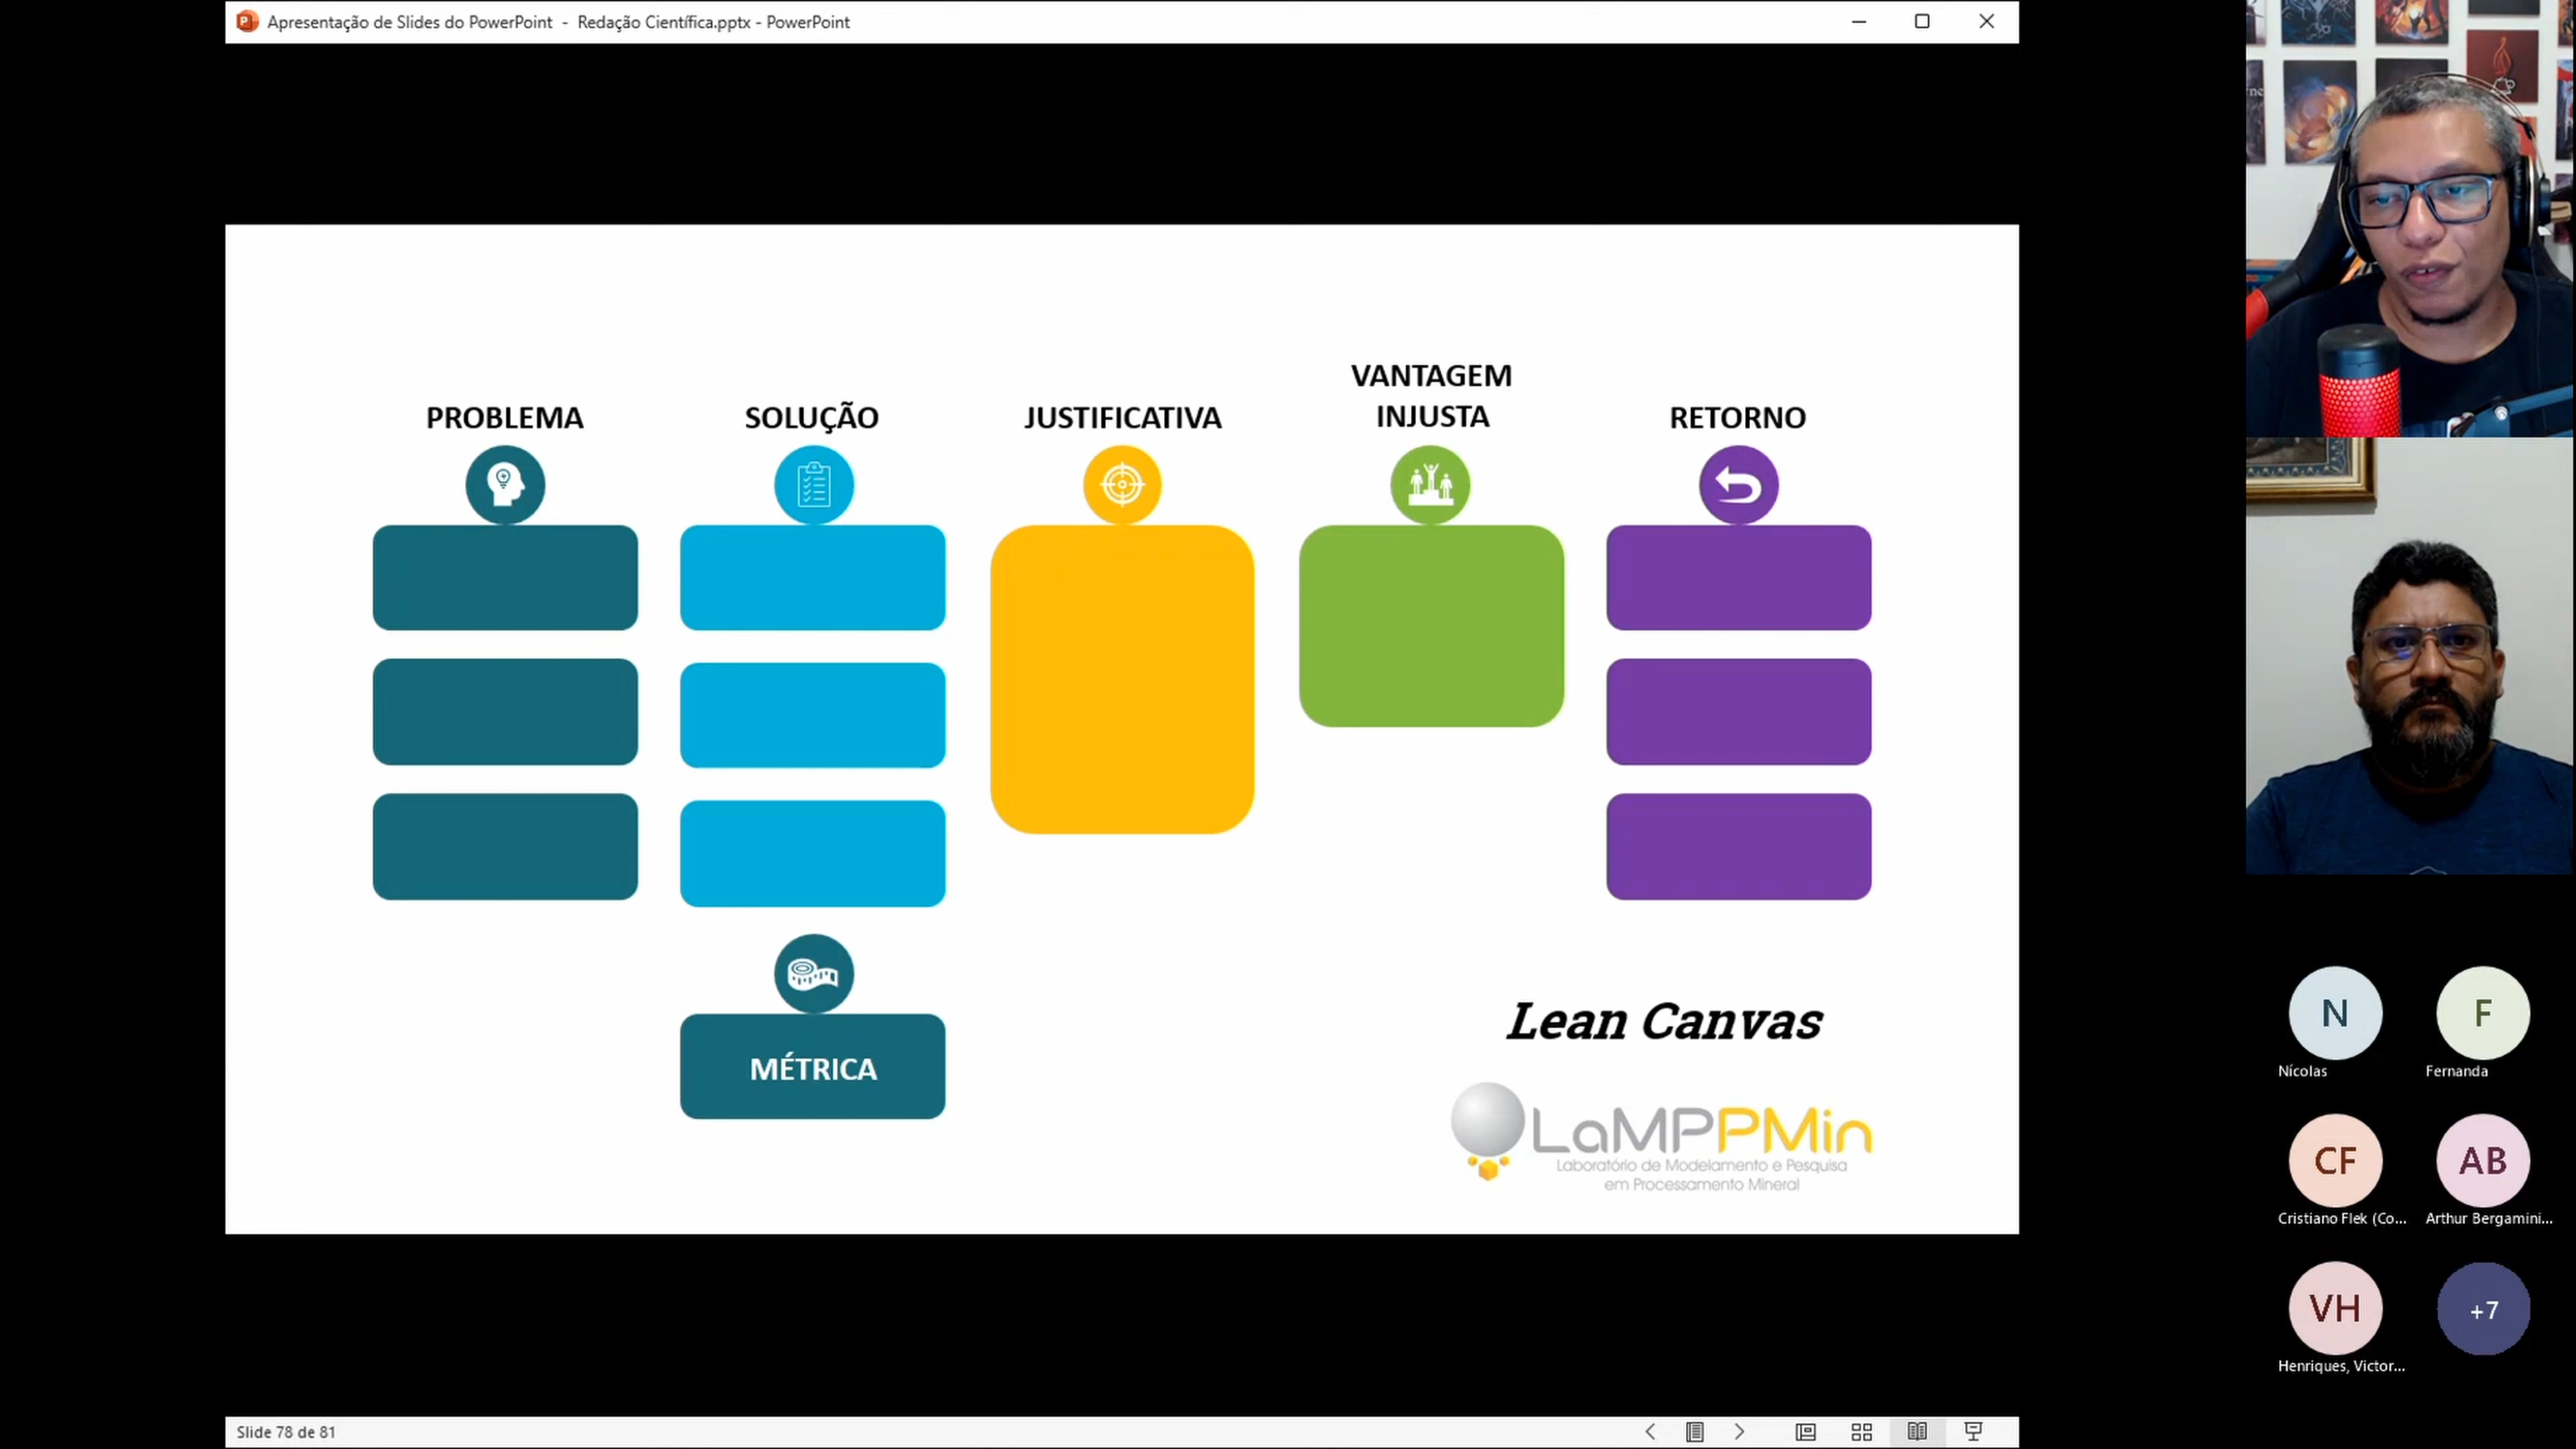 Apresentação de Slides do PowerPoint - Redação Científica.pptx - PowerPoint
PROBLEMA
SOLUÇÃO
JUSTIFICATIVA
VANTAGEM
INJUSTA
RETORNO
MÉTRICA
Lean Canvas
LaMPPMin
Laboratório de Modelamento e Pesquisa
em Processamento Mineral
N
F
Nícolas
Fernanda
CF
AB
Cristiano Flek (Co...
Arthur Bergamini...
VH
+7
Henriques, Victor...
Slide 78 de 81